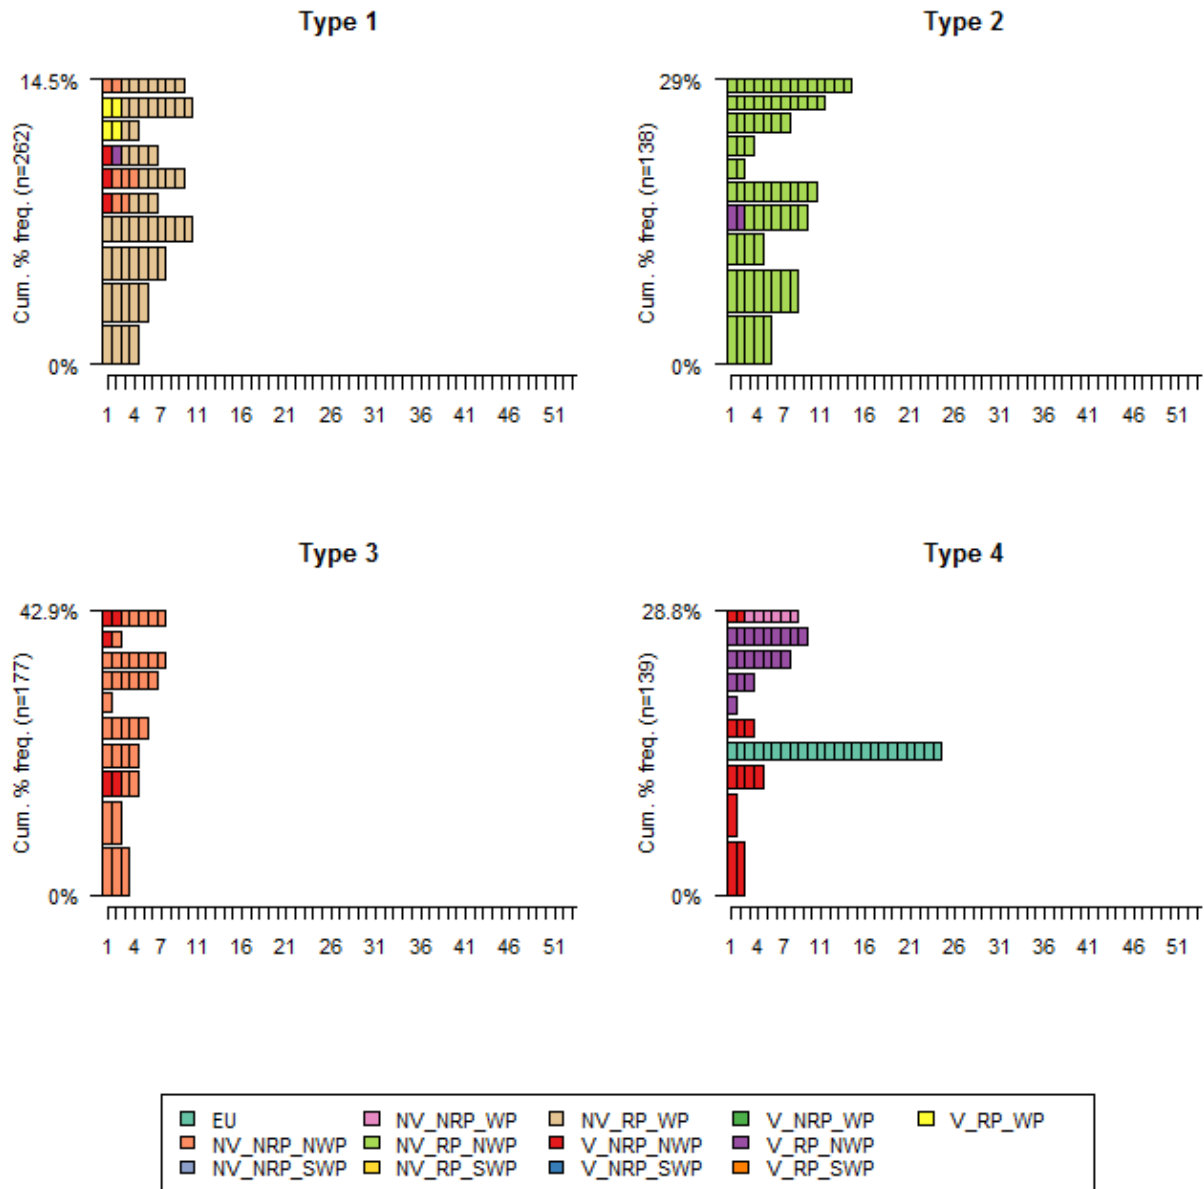 Type 1
Type 2
14.5%
Cum. % freq. (n=262)
0%
1 4 7 11 16 21 26 31 36 41 46 51
29%
Cum. % freq. (n=138)
0%
1 4 7 11 16 21 26 31 36 41 46 51
Type 3
Type 4
42.9%
Cum. % freq. (n=177)
0%
1 4 7 11 16 21 26 31 36 41 46 51
28.8%
Cum. % freq. (n=139)
0%
1 4 7 11 16 21 26 31 36 41 46 51
EU NV_NRP_WP NV_RP_WP V_NRP_WP V_RP_WP
NV_NRP_NWP NV_RP_NWP V_NRP_NWP V_RP_NWP
NV_NRP_SWP NV_RP_SWP V_NRP_SWP V_RP_SWP